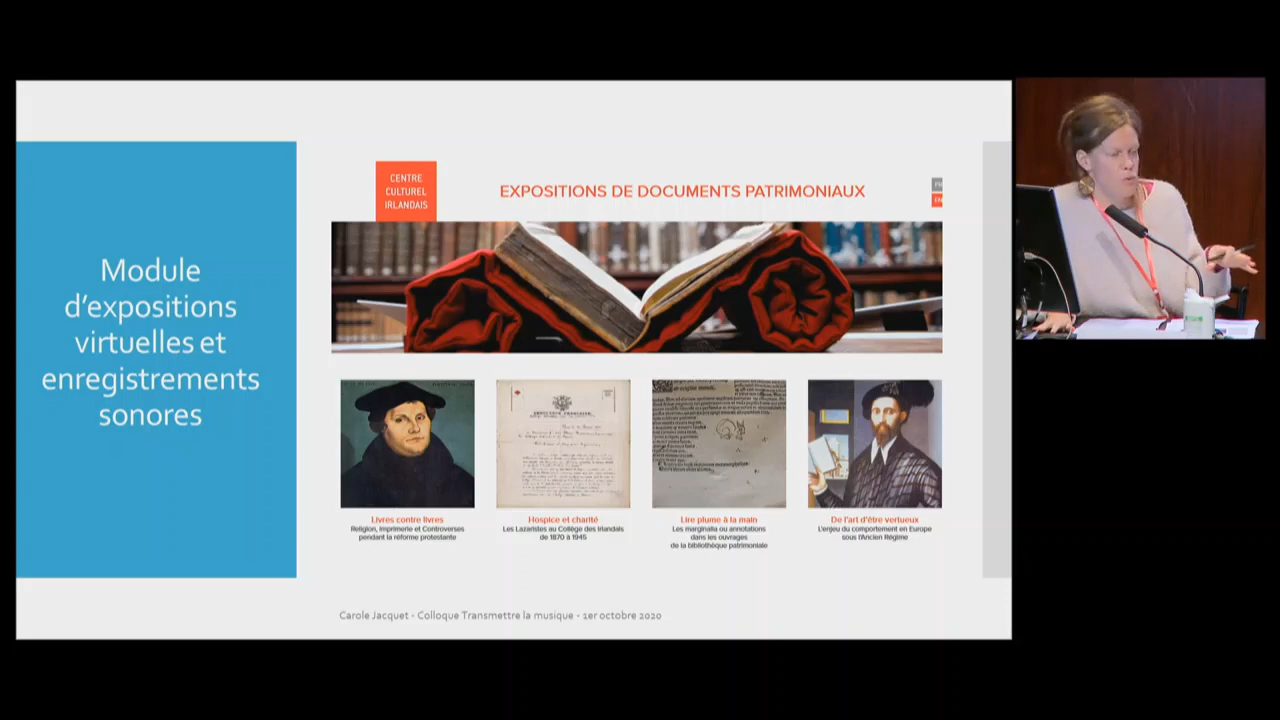 Module
d'expositions
virtuelles et
enregistrements
sonores
CENTRE
CULTUREL
IRLANDAIS
EXPOSITIONS DE DOCUMENTS PATRIMONIAUX
Livres contre livres
Religion, Imprimerie et Controverses
pendant la réforme protestante
Hospice et charité
Les Lazaristes au Collège des Irlandais
de 1870 à 1945
Lire plume à la main
Les marginalia ou annotations
dans les ouvrages
de la bibliothèque patrimoniale
De l'art d'être vertueux
L'enjeu du comportement en Europe
sous l'Ancien Régime
Carole Jacquet - Colloque Transmettre la musique - 1er octobre 2020